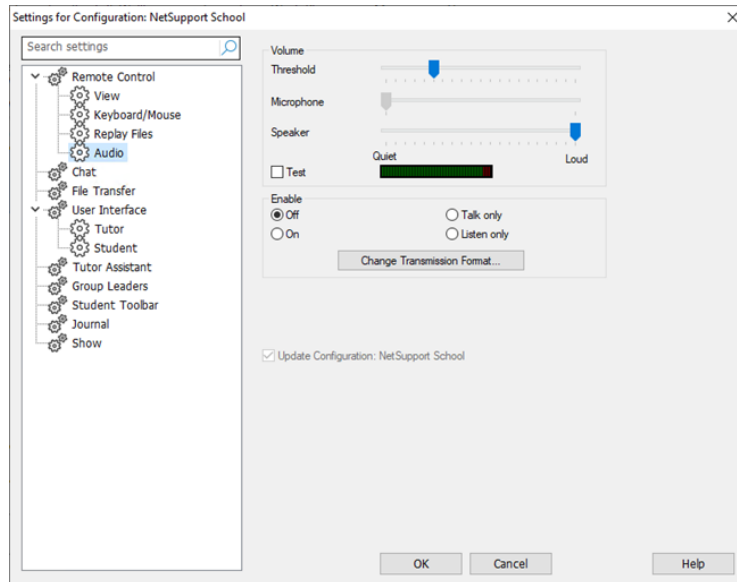 Settings for Configuration: NetSupport School
Search settings
Remote Control
View
Keyboard/Mouse
Replay Files
Audio
Chat
File Transfer
User Interface
Tutor
Student
Tutor Assistant
Group Leaders
Student Toolbar
Journal
Show
Volume
Threshold
Microphone
Speaker
Quiet
Loud
Test
Enable
Off
Talk only
On
Listen only
Change Transmission Format...
Update Configuration: NetSupport School
OK
Cancel
Help